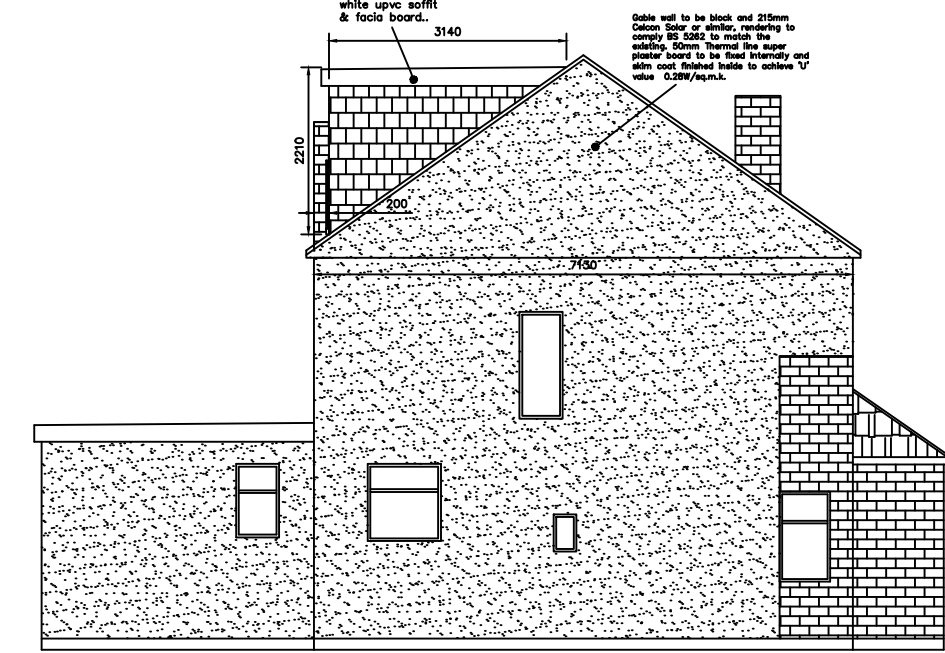 white upvc soffit
& facia board..
3140
Gable wall to be block and 215mm
Celcon Solar or similar, rendering to
comply BS 5262 to match the
existing. 50mm Thermal line super
plaster board to be fixed internally and
skim coat finished inside to achieve 'U'
value 0.28W/sq.m.k.
2210
200
7130